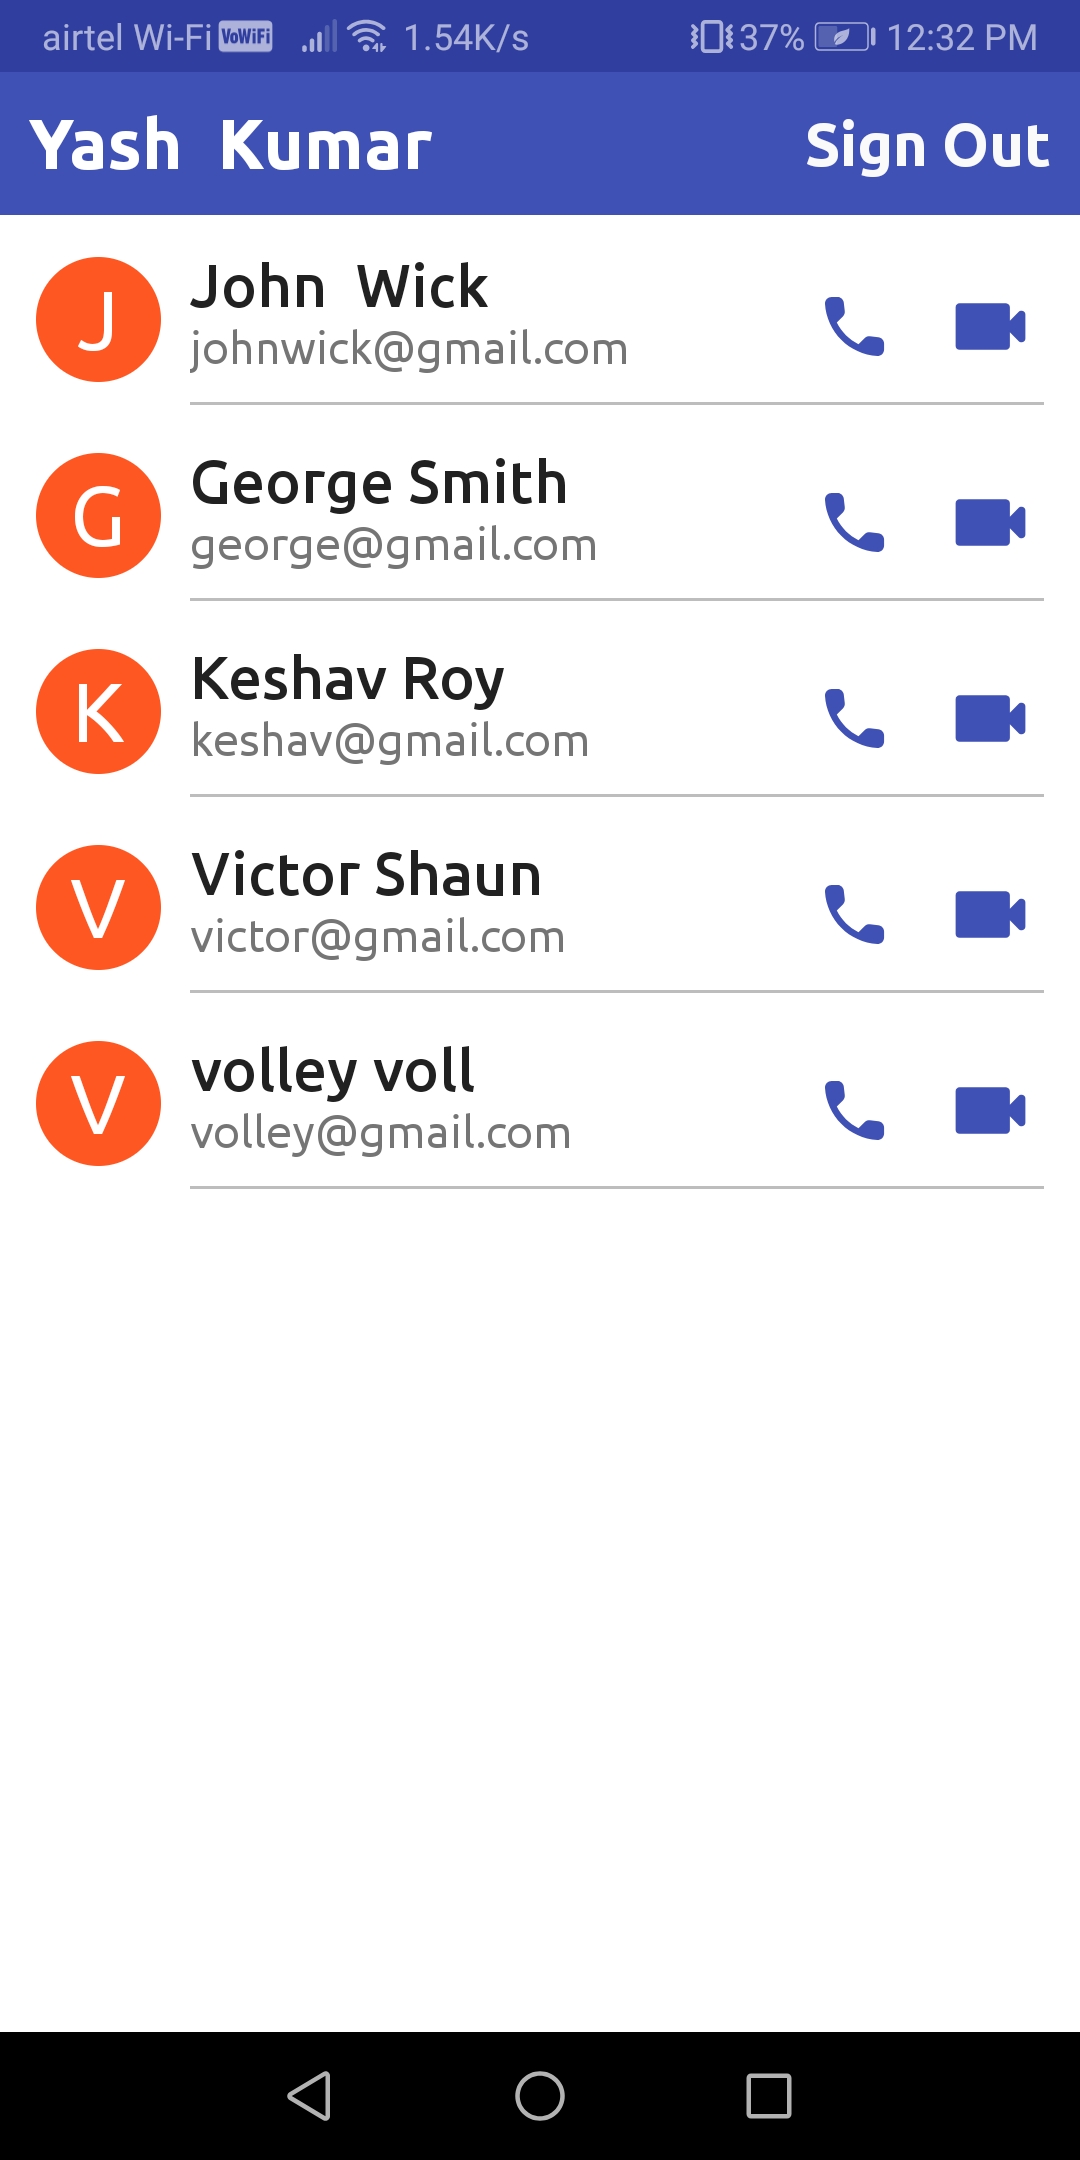 airtel Wi-Fi VoWiFi 1.54K/s 37% 12:32 PM
Yash  Kumar Sign Out
J John  Wick
johnwick@gmail.com
G George Smith
george@gmail.com
K Keshav Roy
keshav@gmail.com
V Victor Shaun
victor@gmail.com
V volley voll
volley@gmail.com